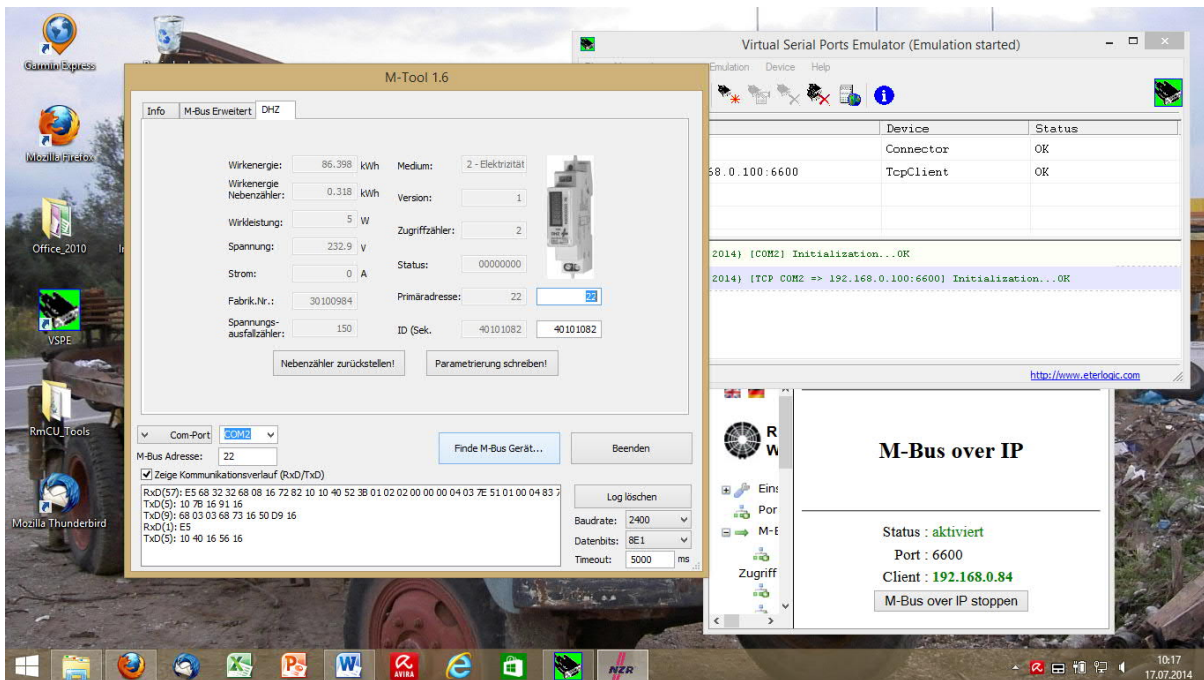 Garmin Express
Mozilla Firefox
Office_2010
VSPE
RmCU_Tools
Mozilla Thunderbird
M-Tool 1.6
Info M-Bus Erweitert DHZ
Wirkenergie: 86.398 kWh Medium: 2 - Elektrizität
Wirkenergie
Nebenzähler: 0.318 kWh Version: 1
Wirkleistung: 5 W Zugriffzähler: 2
Spannung: 232.9 V
Strom: 0 A Status: 00000000
Fabrik.Nr.: 30100984 Primäradresse: 22 22
Spannungs-
ausfallzähler: 150 ID (Sek. 40101082 40101082
Nebenzähler zurückstellen! Parametrierung schreiben!
Com-Port COM2
M-Bus Adresse: 22
Finde M-Bus Gerät... Beenden
Zeige Kommunikationsverlauf (RxD/TxD)
RxD(57): E5 68 32 32 68 08 16 72 82 10 10 40 52 3B 01 02 02 00 00 00 04 03 7E 51 01 00 04 83 7
TxD(5): 10 7B 16 91 16
TxD(9): 68 03 03 68 73 16 50 D9 16
RxD(1): E5
TxD(5): 10 40 16 56 16
Log löschen
Baudrate: 2400
Datenbits: 8E1
Timeout: 5000 ms
Virtual Serial Ports Emulator (Emulation started)
Emulation Device Help
Device Status
Connector OK
58.0.100:6600 TcpClient OK
2014) [COM2] Initialization...OK
2014) [TCP COM2 => 192.168.0.100:6600] Initialization...OK
http://www.eterlogic.com
R
W
Eins
Por
M-E
Zugriff
M-Bus over IP
Status : aktiviert
Port : 6600
Client : 192.168.0.84
M-Bus over IP stoppen
AVIRA
NZR
10:17
17.07.2014